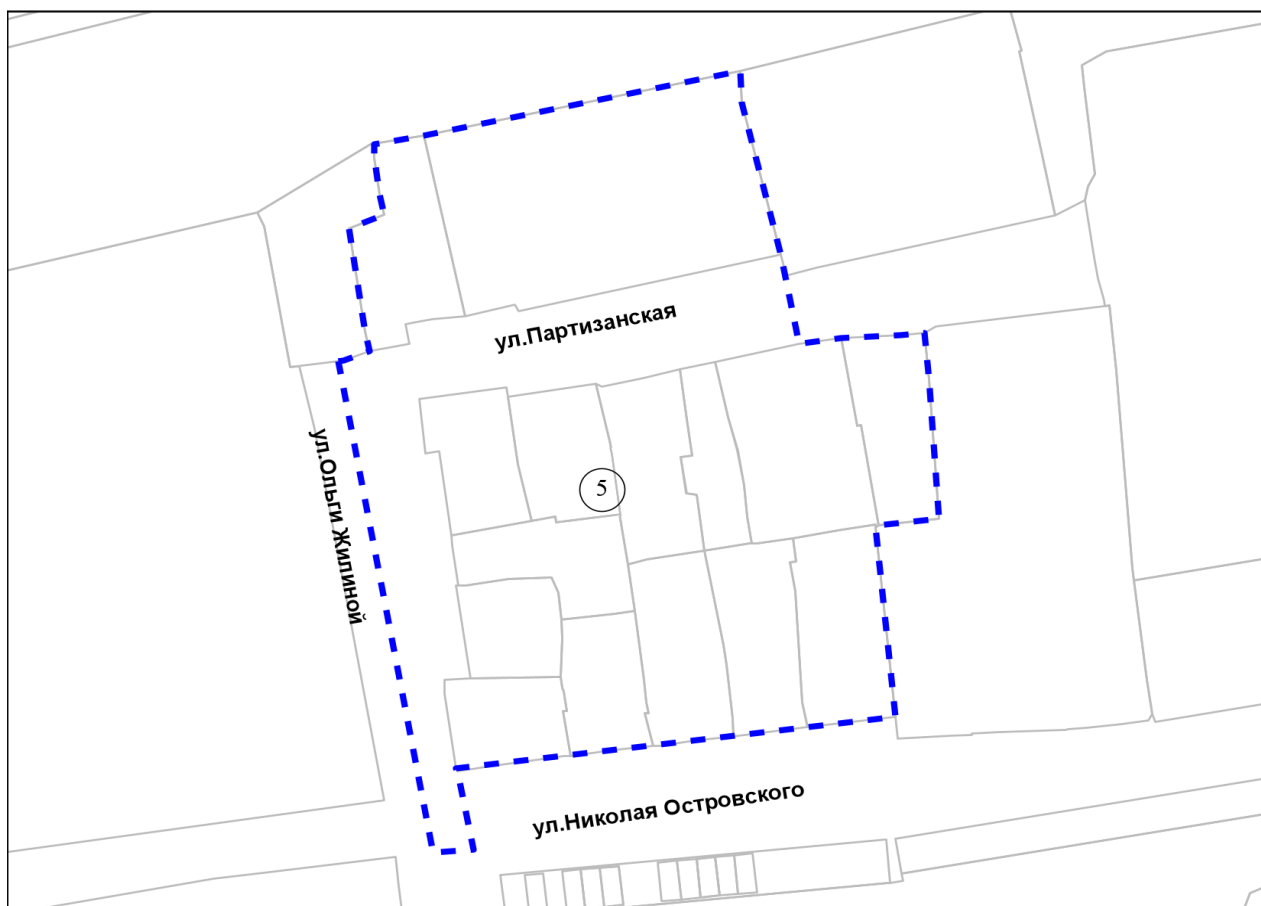 ул.Партизанская
ул.Ольги Жилиной
5
ул.Николая Островского